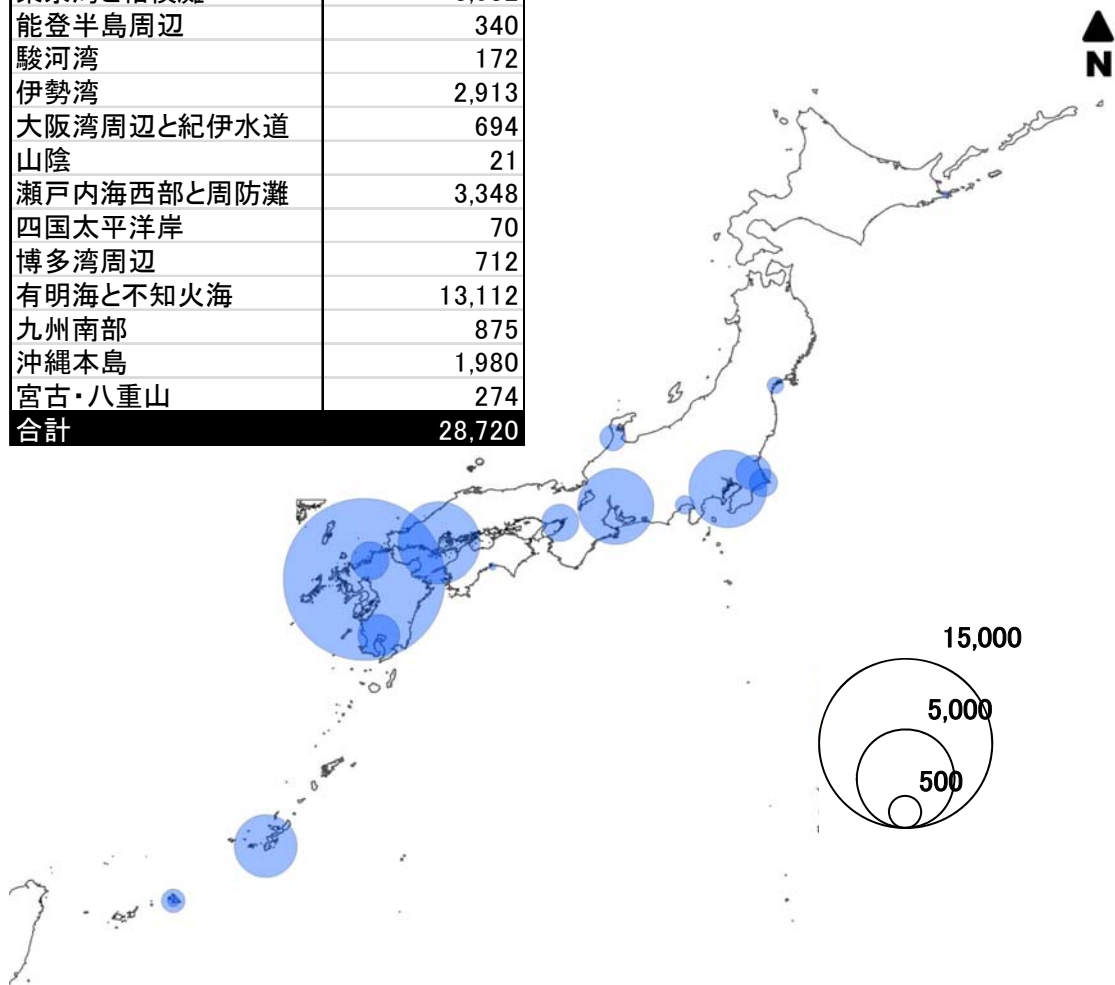 能登半島周辺 340
駿河湾 172
伊勢湾 2,913
大阪湾周辺と紀伊水道 694
山陰 21
瀬戸内海西部と周防灘 3,348
四国太平洋岸 70
博多湾周辺 712
有明海と不知火海 13,112
九州南部 875
沖縄本島 1,980
宮古・八重山 274
合計 28,720
N
15,000
5,000
500